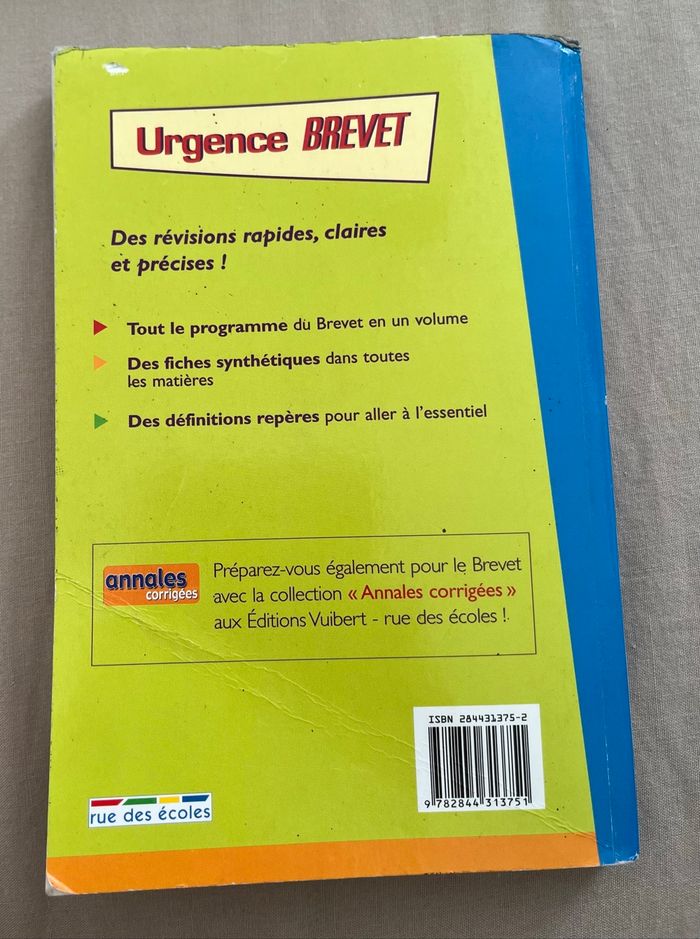 Urgence BREVET
Des révisions rapides, claires
et précises !
Tout le programme du Brevet en un volume
Des fiches synthétiques dans toutes
les matières
Des définitions repères pour aller à l'essentiel
annales
corrigées
Préparez-vous également pour le Brevet
avec la collection « Annales corrigées »
aux Éditions Vuibert - rue des écoles !
ISBN 284431375-2
9 782844 313751
rue des écoles